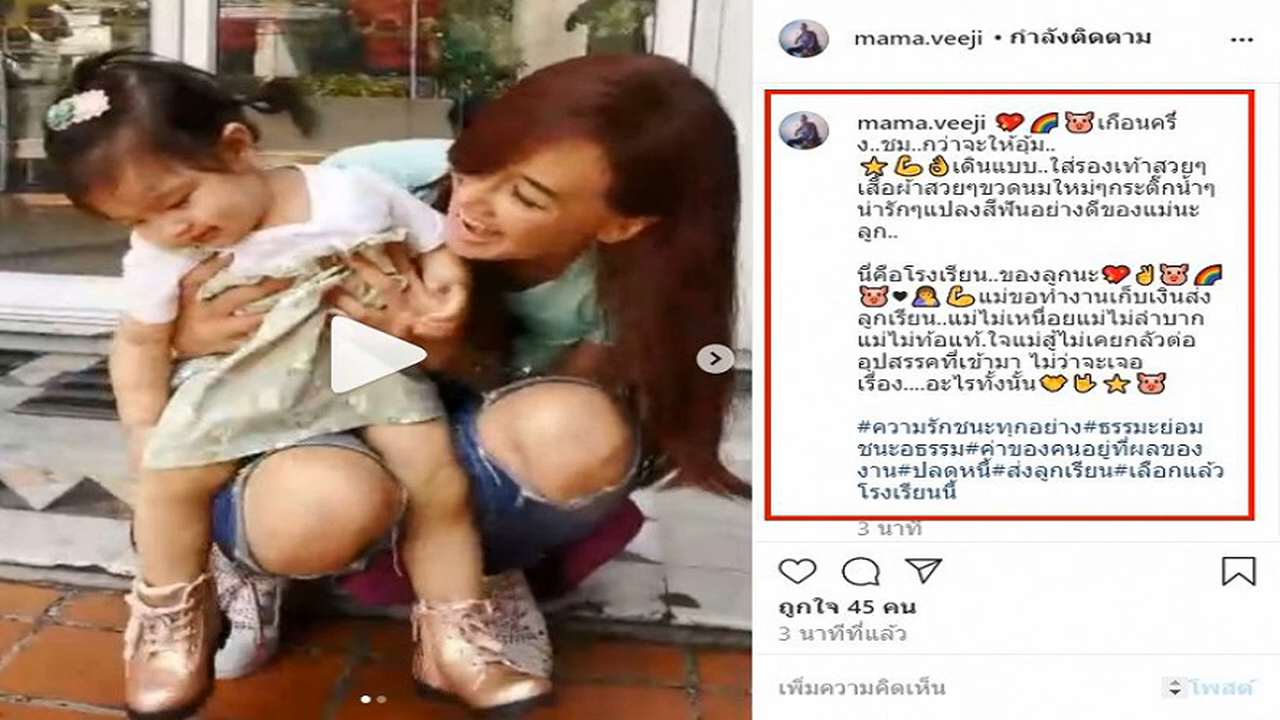 mama.veeji • กำลังติดตาม
mama.veeji 💖🌈🐷เกือนครึ่
ง..ชม..กว่าจะให้อุ้ม..
⭐💪👌เดินแบบ..ใส่รองเท้าสวยๆ
เสื้อผ้าสวยๆขวดนมใหม่ๆกระติ๊กน้ำๆ
น่ารักๆแปลงสีฟันอย่างดีของแม่นะ
ลูก..
นี่คือโรงเรียน..ของลูกนะ💖✌🐷🌈
🐷🖤🤱💪แม่ขอทำงานเก็บเงินส่ง
ลูกเรียน..แม่ไม่เหนื่อยแม่ไม่ลำบาก
แม่ไม่ท้อแท้.ใจแม่สู้ไม่เคยกลัวต่อ
อุปสรรคที่เข้ามา ไม่ว่าจะเจอ
เรื่อง....อะไรทั้งนั้น🤝🤘⭐🐷
#ความรักชนะทุกอย่าง#ธรรมะย่อม
ชนะอธรรม#ค่าของคนอยู่ที่ผลของ
งาน#ปลดหนี้#ส่งลูกเรียน#เลือกแล้ว
โรงเรียนนี้
3 นาที
ถูกใจ 45 คน
3 นาทีที่แล้ว
เพิ่มความคิดเห็น
โพสต์